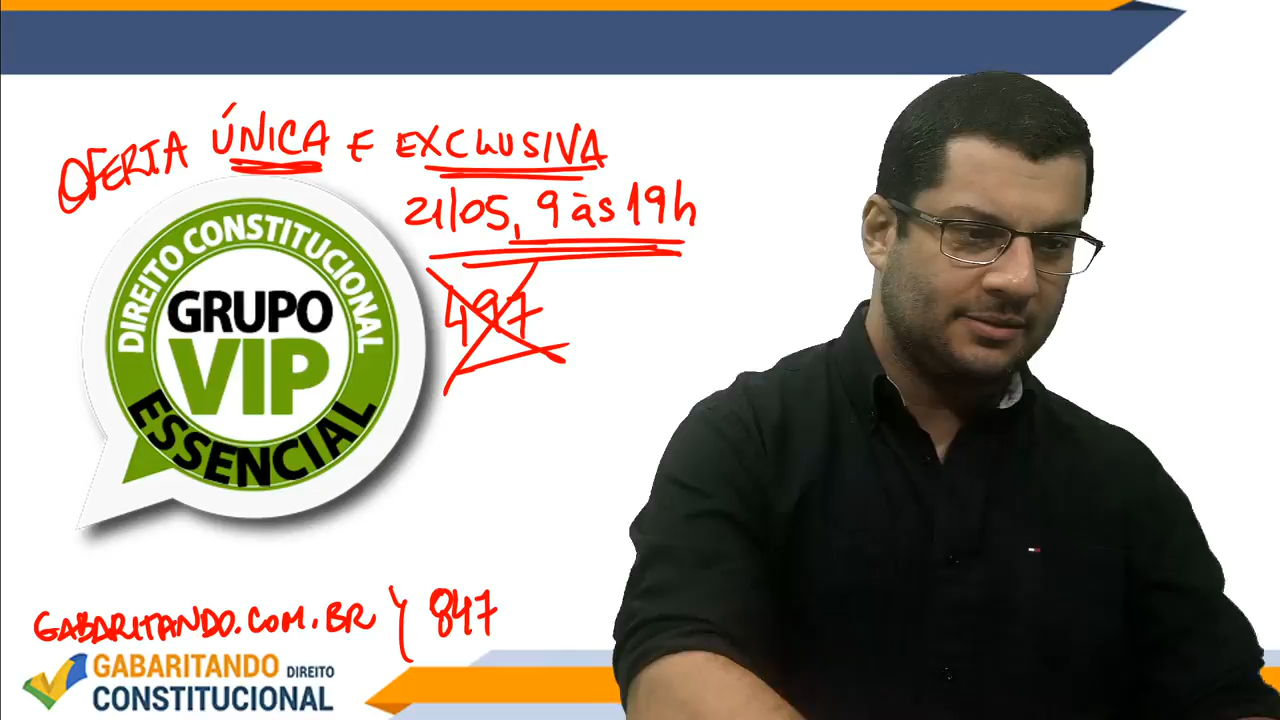 OFERTA ÚNICA E EXCLUSIVA
21/05, 9 às 19h
497
DIREITO CONSTITUCIONAL
GRUPO
VIP
ESSENCIAL
GABARITANDO.COM.BR / 847
GABARITANDO DIREITO
CONSTITUCIONAL